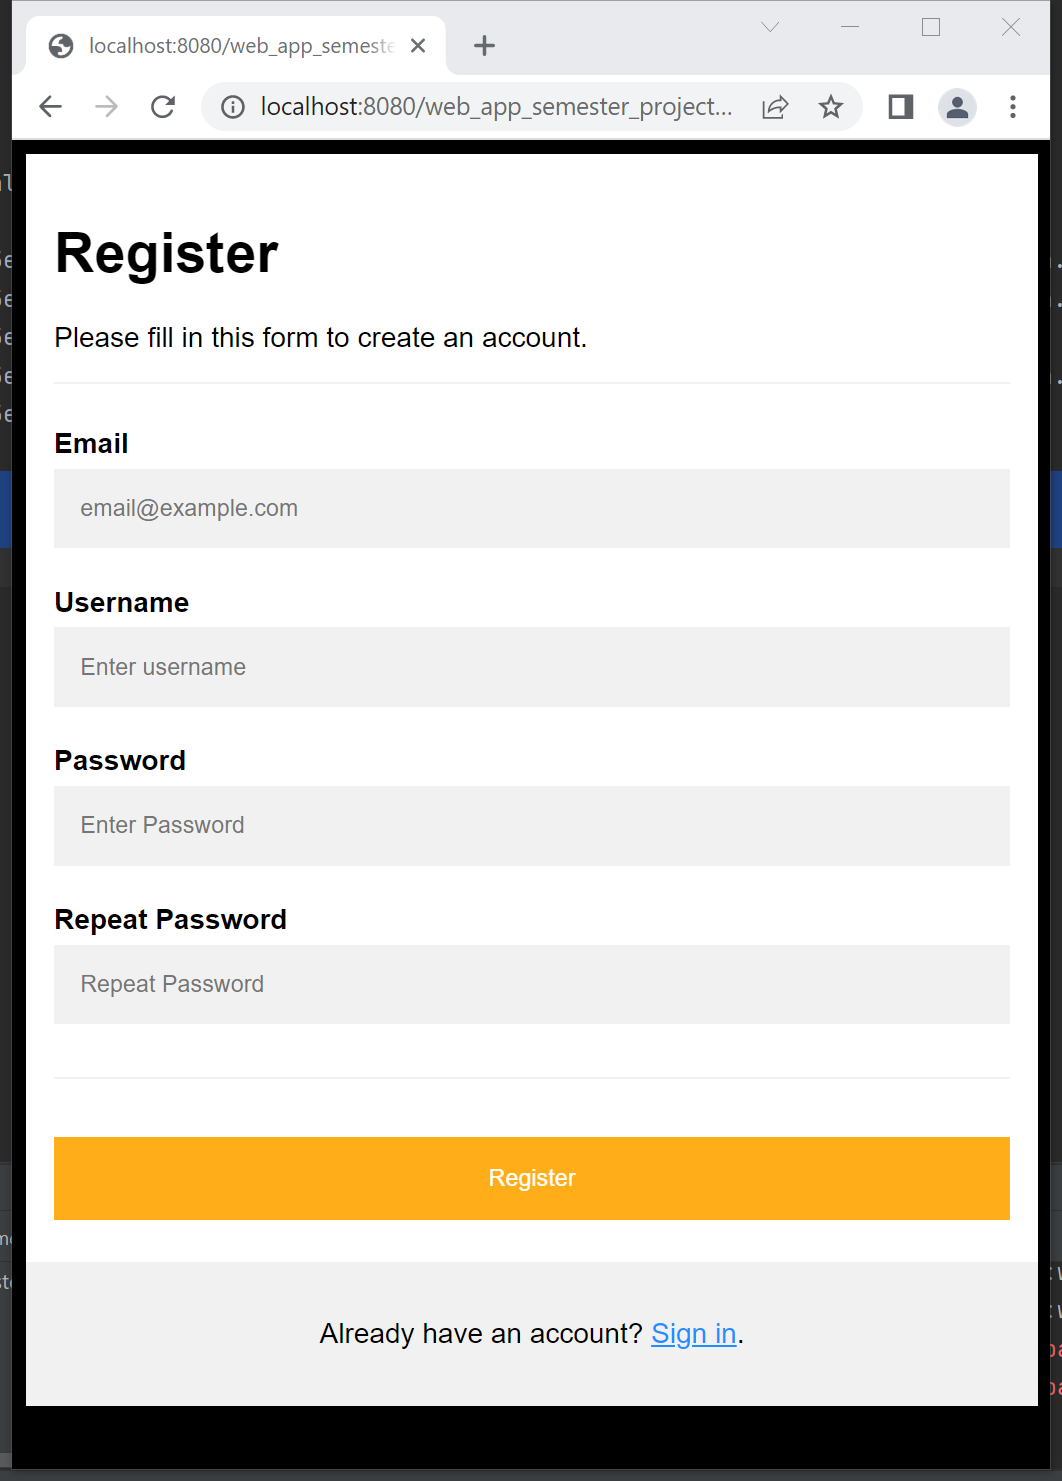 localhost:8080/web_app_semeste
localhost:8080/web_app_semester_project...
Register
Please fill in this form to create an account.
Email
email@example.com
Username
Enter username
Password
Enter Password
Repeat Password
Repeat Password
Register
Already have an account? Sign in.